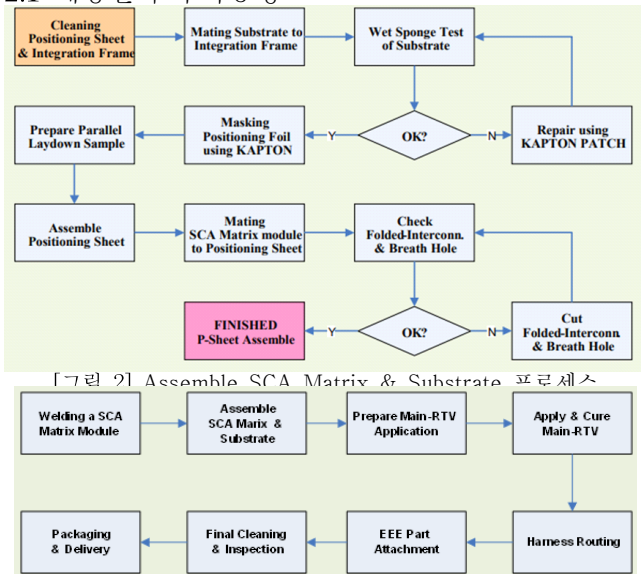 Cleaning
Positioning Sheet
& Integration Frame
Mating Substrate to
Integration Frame
Wet Sponge Test
of Substrate
Prepare Parallel
Laydown Sample
Masking
Positioning Foil
using KAPTON
Y
OK?
N
Repair using
KAPTON PATCH
Assemble
Positioning Sheet
Mating
SCA Matrix module
to Positioning Sheet
Check
Folded-Interconn.
& Breath Hole
FINISHED
P-Sheet Assemble
Y
OK?
N
Cut
Folded-Interconn.
& Breath Hole
[그림 2] Assemble SCA Matrix & Substrate 프로세스
Welding a SCA
Matrix Module
Assemble
SCA Marix &
Substrate
Prepare Main-RTV
Application
Apply & Cure
Main-RTV
Packaging
& Delivery
Final Cleaning
& Inspection
EEE Part
Attachment
Harness Routing